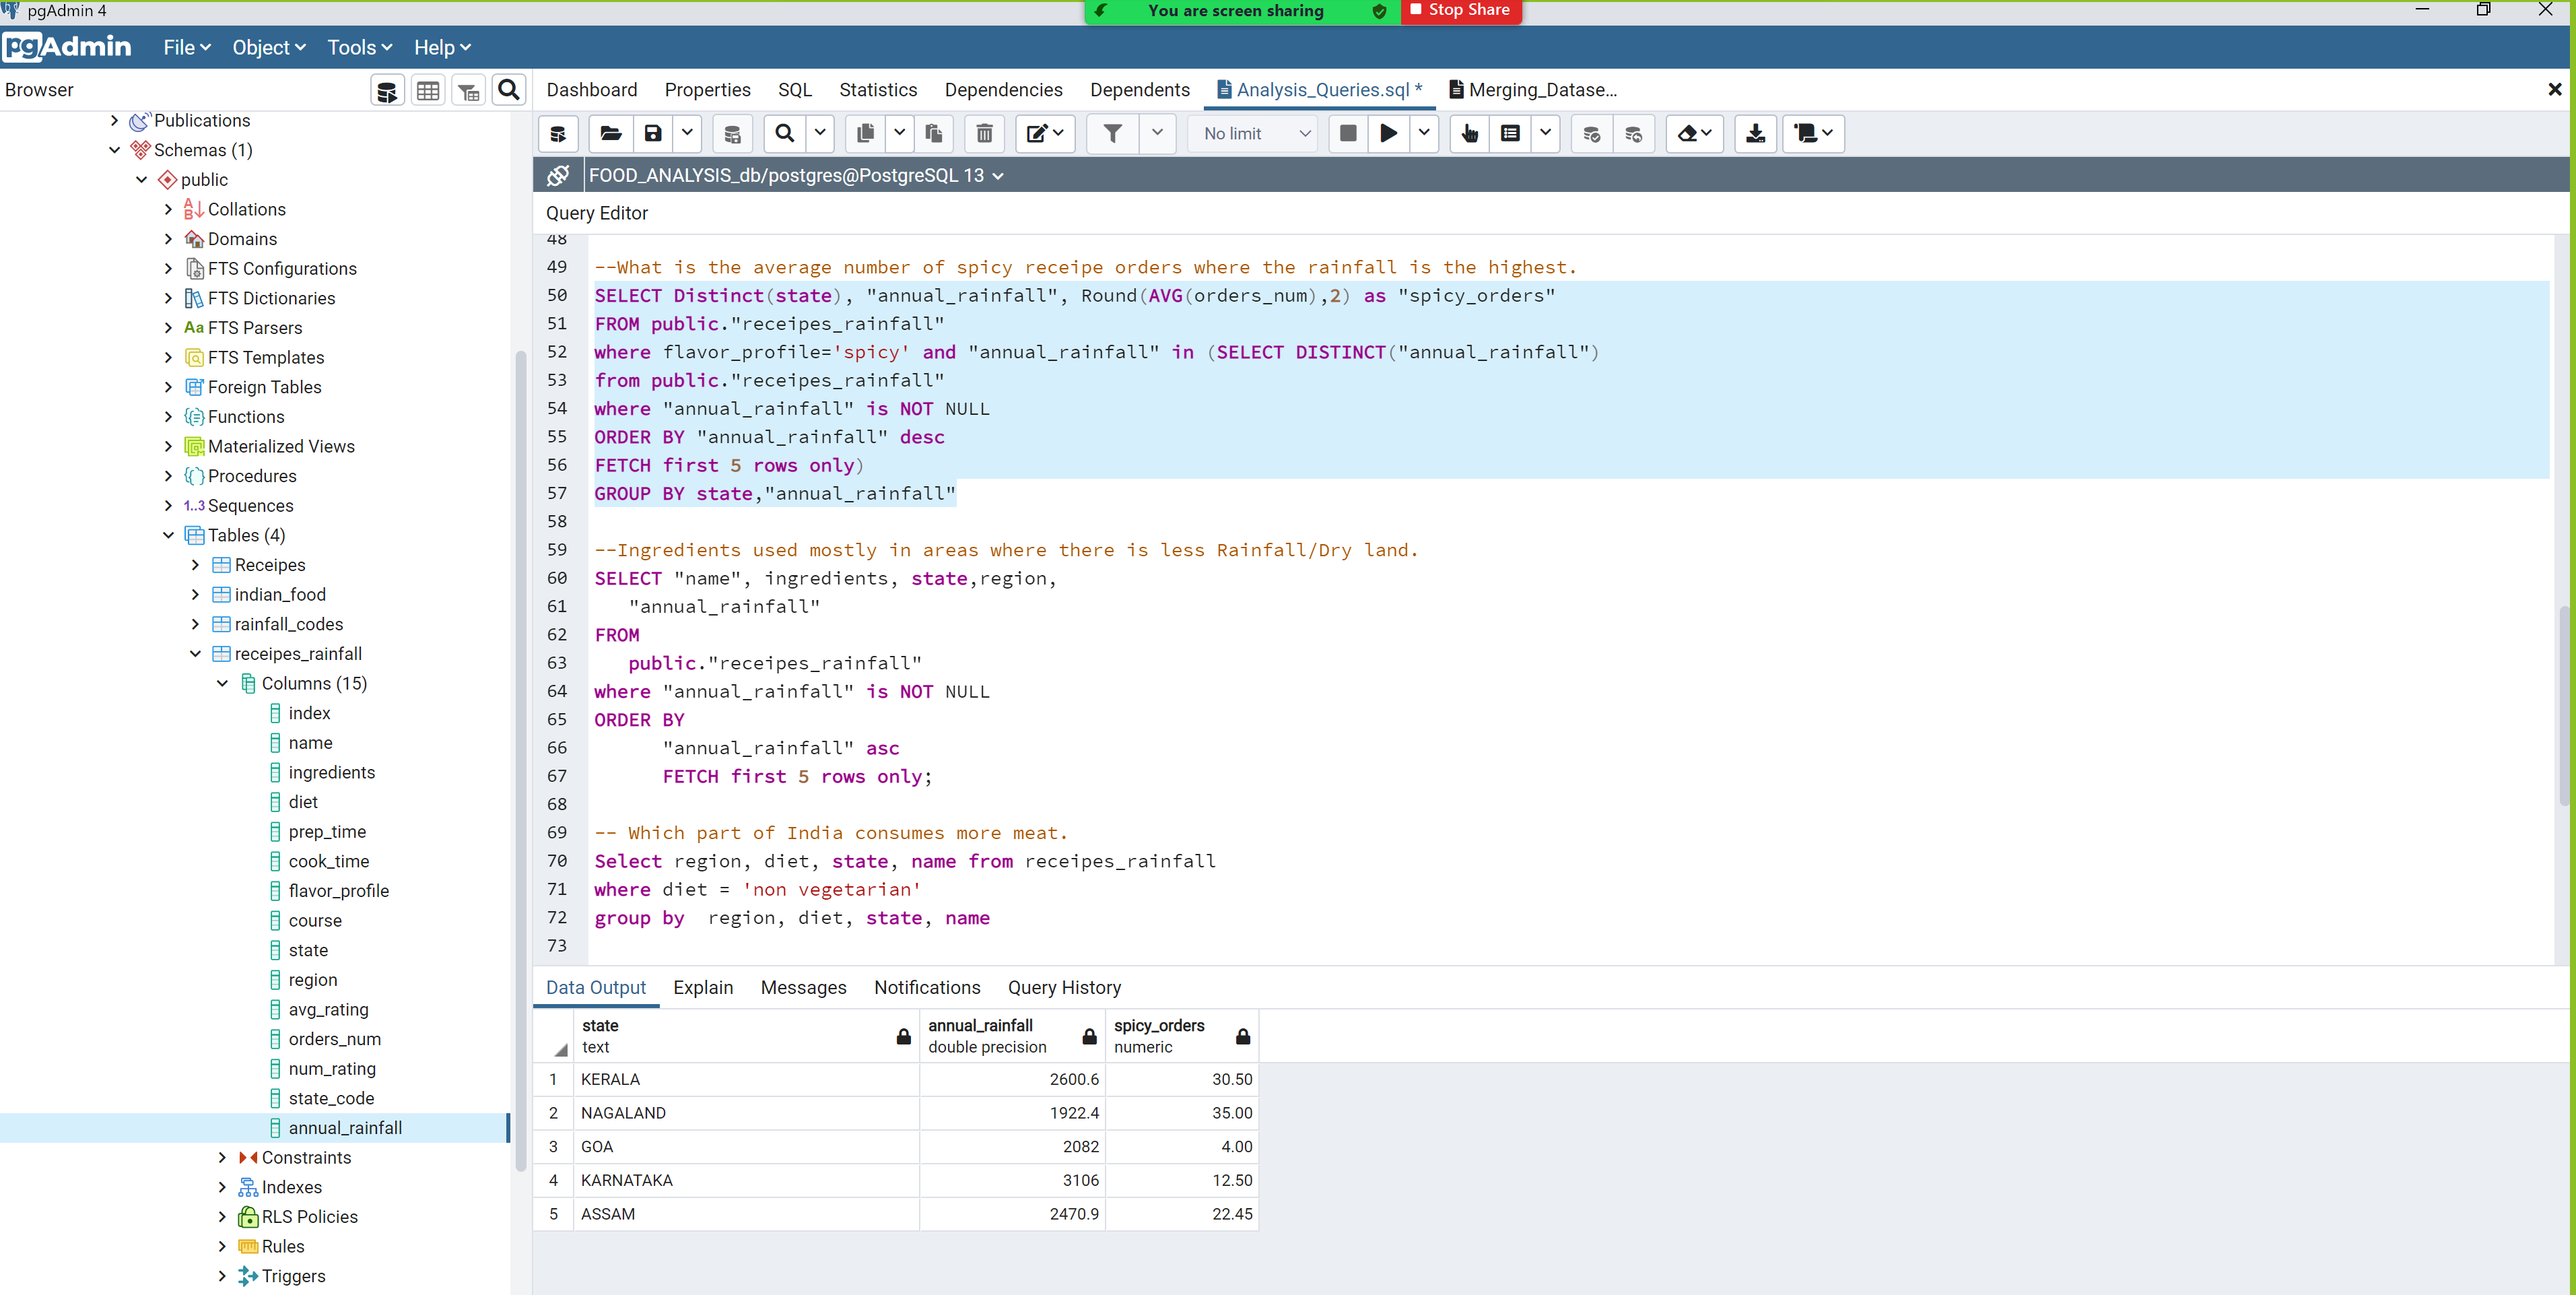 pgAdmin 4
You are screen sharing
Stop Share
pgAdmin
File
Object
Tools
Help
Browser
Dashboard
Properties
SQL
Statistics
Dependencies
Dependents
Analysis_Queries.sql *
Merging_Datase...
No limit
FOOD_ANALYSIS_db/postgres@PostgreSQL 13
Query Editor
Publications
Schemas (1)
public
Collations
Domains
FTS Configurations
FTS Dictionaries
Aa FTS Parsers
FTS Templates
Foreign Tables
Functions
Materialized Views
Procedures
1..3 Sequences
Tables (4)
Receipes
indian_food
rainfall_codes
receipes_rainfall
Columns (15)
index
name
ingredients
diet
prep_time
cook_time
flavor_profile
course
state
region
avg_rating
orders_num
num_rating
state_code
annual_rainfall
Constraints
Indexes
RLS Policies
Rules
Triggers
48
49 --What is the average number of spicy receipe orders where the rainfall is the highest.
50 SELECT Distinct(state), "annual_rainfall", Round(AVG(orders_num),2) as "spicy_orders"
51 FROM public."receipes_rainfall"
52 where flavor_profile='spicy' and "annual_rainfall" in (SELECT DISTINCT("annual_rainfall")
53 from public."receipes_rainfall"
54 where "annual_rainfall" is NOT NULL
55 ORDER BY "annual_rainfall" desc
56 FETCH first 5 rows only)
57 GROUP BY state,"annual_rainfall"
58
59 --Ingredients used mostly in areas where there is less Rainfall/Dry land.
60 SELECT "name", ingredients, state,region,
61 "annual_rainfall"
62 FROM
63 public."receipes_rainfall"
64 where "annual_rainfall" is NOT NULL
65 ORDER BY
66 "annual_rainfall" asc
67 FETCH first 5 rows only;
68
69 -- Which part of India consumes more meat.
70 Select region, diet, state, name from receipes_rainfall
71 where diet = 'non vegetarian'
72 group by  region, diet, state, name
73
Data Output
Explain
Messages
Notifications
Query History
state annual_rainfall spicy_orders
text double precision numeric
1 KERALA 2600.6 30.50
2 NAGALAND 1922.4 35.00
3 GOA 2082 4.00
4 KARNATAKA 3106 12.50
5 ASSAM 2470.9 22.45